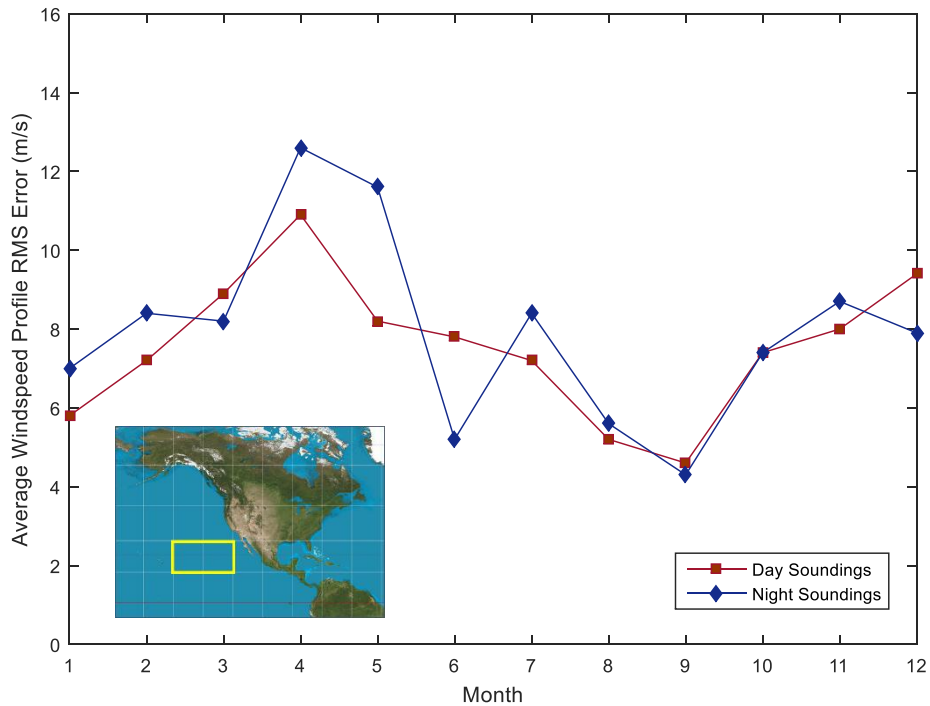 Average Windspeed Profile RMS Error (m/s)
16
14
12
10
8
6
4
2
0
Day Soundings
Night Soundings
1 2 3 4 5 6 7 8 9 10 11 12
Month